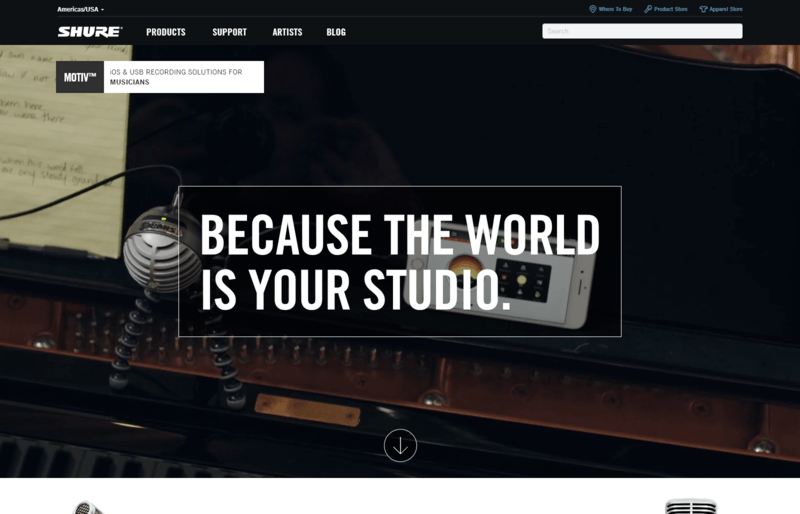 Americas/USA
Where To Buy
Product Store
Apparel Store
SHURE®
PRODUCTS
SUPPORT
ARTISTS
BLOG
Search
MOTIV™
iOS & USB RECORDING SOLUTIONS FOR
MUSICIANS
BECAUSE THE WORLD
IS YOUR STUDIO.